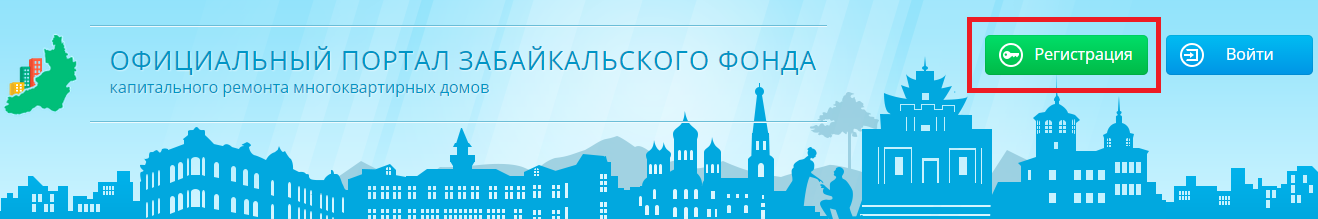 ОФИЦИАЛЬНЫЙ ПОРТАЛ ЗАБАЙКАЛЬСКОГО ФОНДА
капитального ремонта многоквартирных домов
Регистрация
Войти